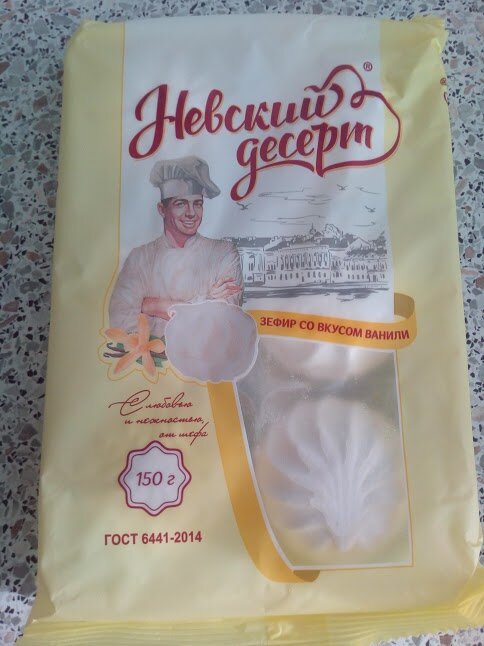 Невский®
десерт
ЗЕФИР СО ВКУСОМ ВАНИЛИ
С любовью
и нежностью,
от шефа
150 г
ГОСТ 6441-2014